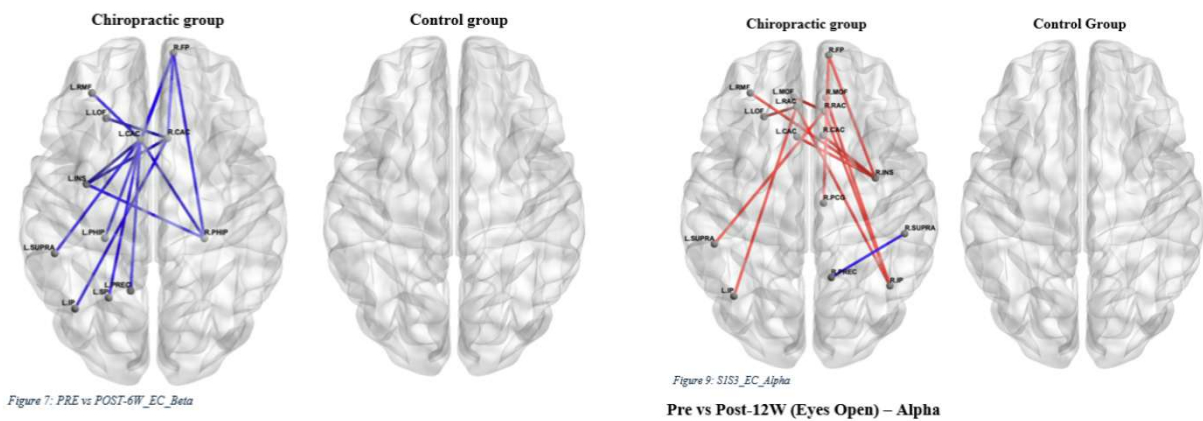 Chiropractic group
Control group
R.FP
L.RMF
L.LOF
L.CAC
R.CAC
L.INS
L.PHIP
R.PHIP
L.SUPRA
L.PREC
L.SP
L.IP
Figure 7: PRE vs POST-6W_EC_Beta
Chiropractic group
Control Group
R.FP
L.RMF
L.MOF
R.MOF
L.RAC
R.RAC
L.LOF
L.CAC
R.CAC
R.INS
R.PCG
R.SUPRA
L.SUPRA
R.PREC
R.IP
L.IP
Figure 9: S1S3_EC_Alpha
Pre vs Post-12W (Eyes Open) – Alpha